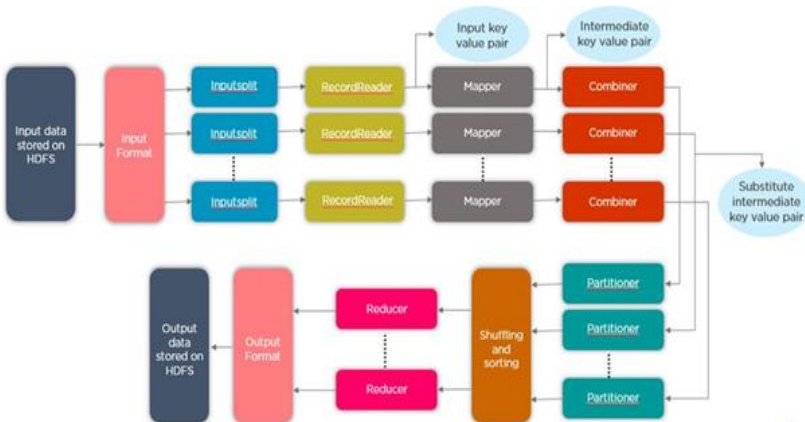 Input key
value pair
Intermediate
key value pair
Input data
stored on
HDFS
Input
Format
Inputsplit
RecordReader
Mapper
Combiner
Inputsplit
RecordReader
Mapper
Combiner
Inputsplit
RecordReader
Mapper
Combiner
Substitute
intermediate
key value pair
Output
data
stored on
HDFS
Output
Format
Reducer
Reducer
Shuffling
and
sorting
Partitioner
Partitioner
Partitioner